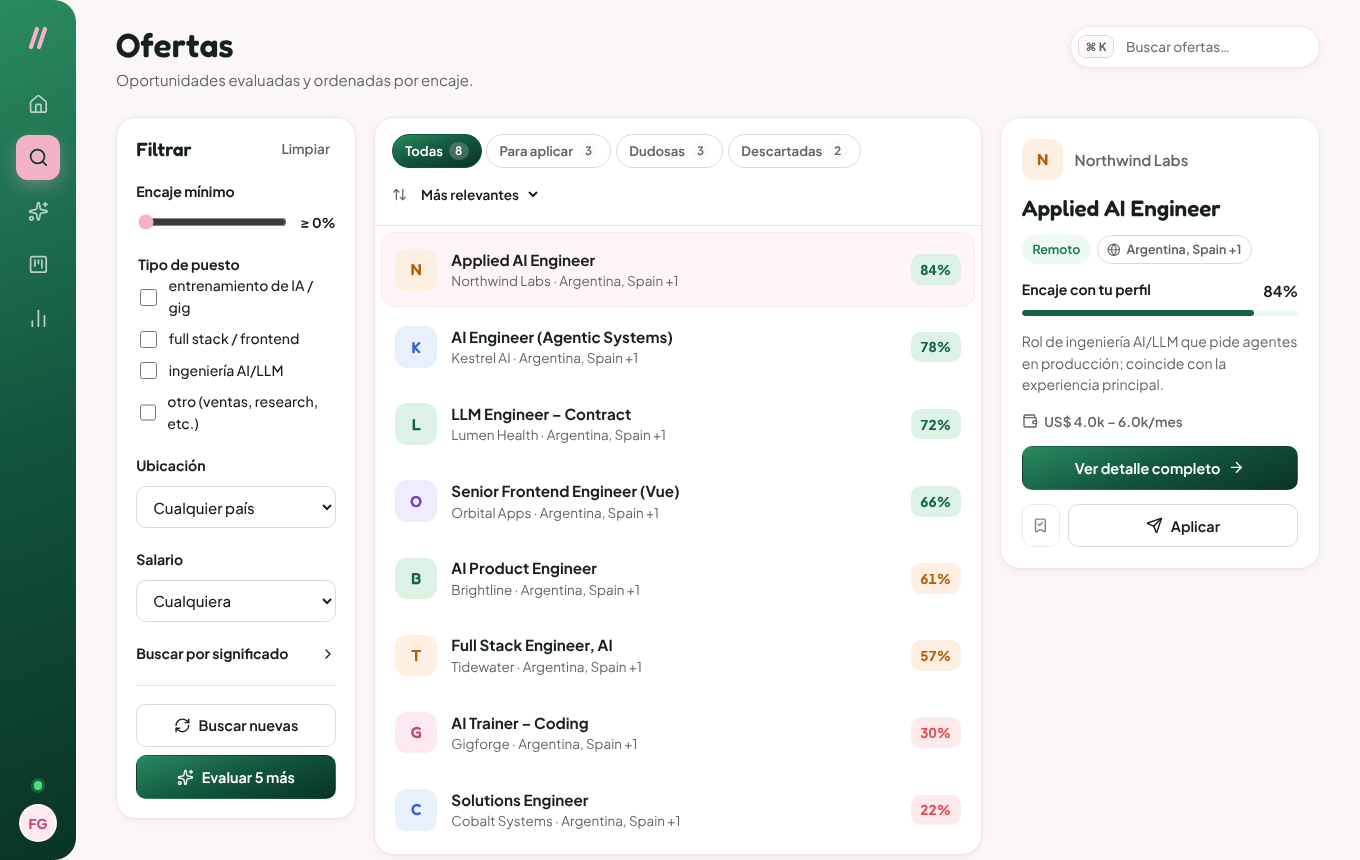 //
Ofertas
Oportunidades evaluadas y ordenadas por encaje.
⌘ K Buscar ofertas…
Filtrar Limpiar
Encaje mínimo
≥ 0%
Tipo de puesto
entrenamiento de IA /
gig
full stack / frontend
ingeniería AI/LLM
otro (ventas, research,
etc.)
Ubicación
Cualquier país
Salario
Cualquiera
Buscar por significado
Buscar nuevas
Evaluar 5 más
FG
Todas 8 Para aplicar 3 Dudosas 3 Descartadas 2
Más relevantes
N
Applied AI Engineer
Northwind Labs · Argentina, Spain +1
84%
K
AI Engineer (Agentic Systems)
Kestrel AI · Argentina, Spain +1
78%
L
LLM Engineer – Contract
Lumen Health · Argentina, Spain +1
72%
O
Senior Frontend Engineer (Vue)
Orbital Apps · Argentina, Spain +1
66%
B
AI Product Engineer
Brightline · Argentina, Spain +1
61%
T
Full Stack Engineer, AI
Tidewater · Argentina, Spain +1
57%
G
AI Trainer – Coding
Gigforge · Argentina, Spain +1
30%
C
Solutions Engineer
Cobalt Systems · Argentina, Spain +1
22%
N Northwind Labs
Applied AI Engineer
Remoto Argentina, Spain +1
Encaje con tu perfil 84%
Rol de ingeniería AI/LLM que pide agentes
en producción; coincide con la
experiencia principal.
US$ 4.0k – 6.0k/mes
Ver detalle completo
Aplicar